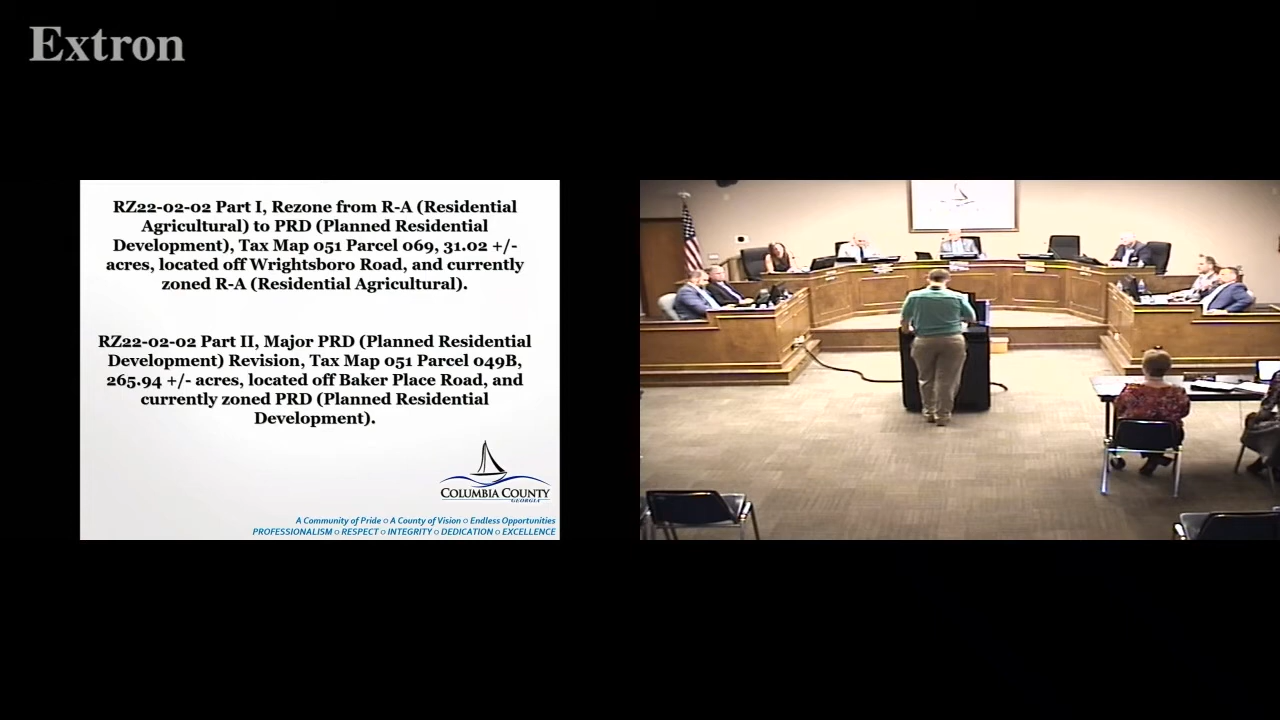 Extron
RZ22-02-02 Part I, Rezone from R-A (Residential
Agricultural) to PRD (Planned Residential
Development), Tax Map 051 Parcel 069, 31.02 +/-
acres, located off Wrightsboro Road, and currently
zoned R-A (Residential Agricultural).
RZ22-02-02 Part II, Major PRD (Planned Residential
Development) Revision, Tax Map 051 Parcel 049B,
265.94 +/- acres, located off Baker Place Road, and
currently zoned PRD (Planned Residential
Development).
COLUMBIA COUNTY
GEORGIA
A Community of Pride ○ A County of Vision ○ Endless Opportunities
PROFESSIONALISM ○ RESPECT ○ INTEGRITY ○ DEDICATION ○ EXCELLENCE